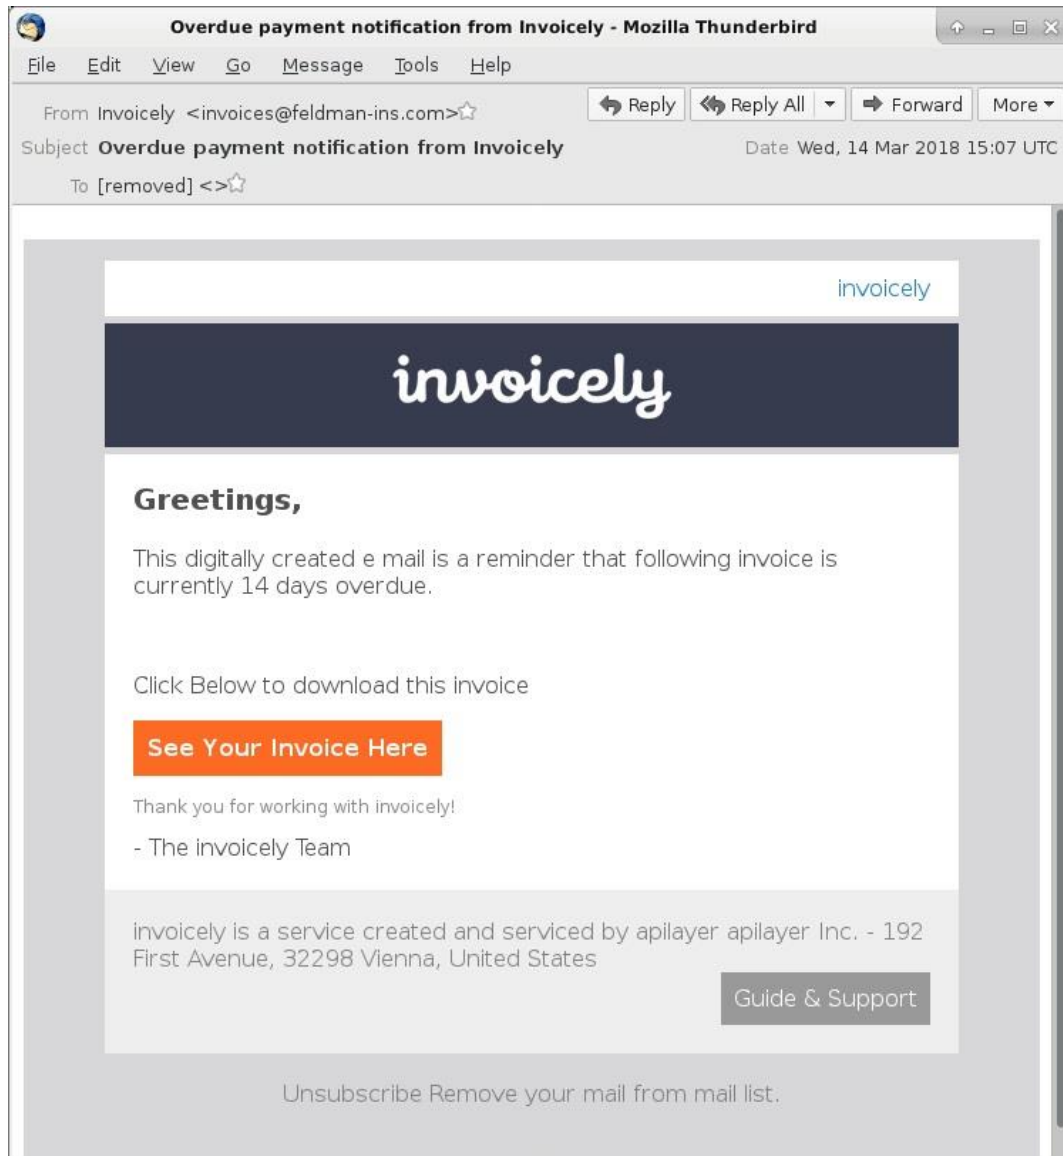 Overdue payment notification from Invoicely - Mozilla Thunderbird
File Edit View Go Message Tools Help
From Invoicely <invoices@feldman-ins.com> Reply Reply All Forward More
Subject Overdue payment notification from Invoicely Date Wed, 14 Mar 2018 15:07 UTC
To [removed] <>
invoicely
invoicely
Greetings,
This digitally created e mail is a reminder that following invoice is
currently 14 days overdue.
Click Below to download this invoice
See Your Invoice Here
Thank you for working with invoicely!
- The invoicely Team
invoicely is a service created and serviced by apilayer apilayer Inc. - 192
First Avenue, 32298 Vienna, United States
Guide & Support
Unsubscribe Remove your mail from mail list.